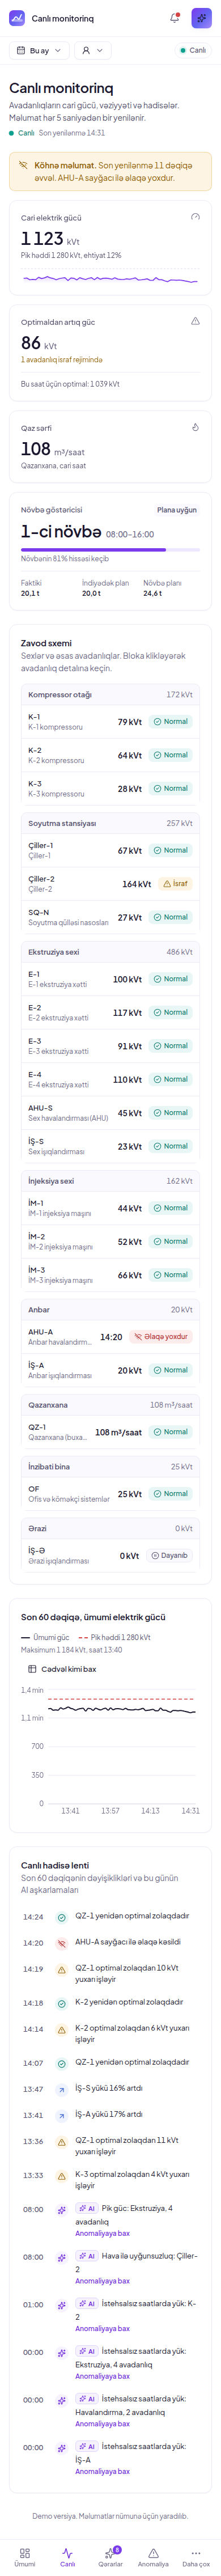 Canlı monitorinq
Bu ay
Canlı
Canlı monitorinq
Avadanlıqların cari gücü, vəziyyəti və hadisələr.
Məlumat hər 5 saniyədən bir yenilənir.
Canlı Son yenilənmə 14:31
Köhnə məlumat. Son yenilənmə 11 dəqiqə
əvvəl. AHU-A sayğacı ilə əlaqə yoxdur.
Cari elektrik gücü
1 123 kVt
Pik həddi 1 280 kVt, ehtiyat 12%
Optimaldan artıq güc
86 kVt
1 avadanlıq israf rejimində
Bu saat üçün optimal: 1 039 kVt
Qaz sərfi
108 m³/saat
Qazanxana, cari saat
Növbə göstəricisi Plana uyğun
1-ci növbə 08:00–16:00
Növbənin 81% hissəsi keçib
Faktiki İndiyədək plan Növbə planı
20,1 t 20,0 t 24,6 t
Zavod sxemi
Sexlər və əsas avadanlıqlar. Bloka klikləyərək
avadanlıq detalına keçin.
Kompressor otağı 172 kVt
K-1 79 kVt Normal
K-1 kompressoru
K-2 64 kVt Normal
K-2 kompressoru
K-3 28 kVt Normal
K-3 kompressoru
Soyutma stansiyası 257 kVt
Çiller-1 67 kVt Normal
Çiller-1
Çiller-2 164 kVt İsraf
Çiller-2
SQ-N 27 kVt Normal
Soyutma qülləsi nasosları
Ekstruziya sexi 486 kVt
E-1 100 kVt Normal
E-1 ekstruziya xətti
E-2 117 kVt Normal
E-2 ekstruziya xətti
E-3 91 kVt Normal
E-3 ekstruziya xətti
E-4 110 kVt Normal
E-4 ekstruziya xətti
AHU-S 45 kVt Normal
Sex havalandırması (AHU)
İŞ-S 23 kVt Normal
Sex işıqlandırması
İnjeksiya sexi 162 kVt
İM-1 44 kVt Normal
İM-1 injeksiya maşını
İM-2 52 kVt Normal
İM-2 injeksiya maşını
İM-3 66 kVt Normal
İM-3 injeksiya maşını
Anbar 20 kVt
AHU-A 14:20 Əlaqə yoxdur
Anbar havalandırm...
İŞ-A 20 kVt Normal
Anbar işıqlandırması
Qazanxana 108 m³/saat
QZ-1 108 m³/saat Normal
Qazanxana (buxa...
İnzibati bina 25 kVt
OF 25 kVt Normal
Ofis və köməkçi sistemlər
Ərazi 0 kVt
İŞ-Ə 0 kVt Dayanıb
Ərazi işıqlandırması
Son 60 dəqiqə, ümumi elektrik gücü
Ümumi güc Pik həddi 1 280 kVt
Maksimum 1 184 kVt, saat 13:40
Cədvəl kimi bax
1.4 min
1.1 min
700
350
0
13:41 13:57 14:13 14:31
Canlı hadisə lenti
Son 60 dəqiqənin dəyişiklikləri və bu günün
AI aşkarlamaları
14:24 QZ-1 yenidən optimal zolaqdadır
14:20 AHU-A sayğacı ilə əlaqə kəsildi
14:19 QZ-1 optimal zolaqdan 10 kVt
yuxarı işləyir
14:18 K-2 yenidən optimal zolaqdadır
14:14 K-2 optimal zolaqdan 6 kVt yuxarı
işləyir
14:07 QZ-1 yenidən optimal zolaqdadır
13:47 İŞ-S yükü 16% artdı
13:41 İŞ-A yükü 17% artdı
13:36 QZ-1 optimal zolaqdan 11 kVt
yuxarı işləyir
13:33 K-3 optimal zolaqdan 4 kVt yuxarı
işləyir
08:00 AI Pik güc: Ekstruziya, 4
avadanlıq
Anomaliyaya bax
08:00 AI Hava ilə uyğunsuzluq: Çiller-
2
Anomaliyaya bax
01:00 AI İstehsalsız saatlarda yük: K-
2
Anomaliyaya bax
00:00 AI İstehsalsız saatlarda yük:
Ekstruziya, 4 avadanlıq
Anomaliyaya bax
00:00 AI İstehsalsız saatlarda yük:
Havalandırma, 2 avadanlıq
Anomaliyaya bax
00:00 AI İstehsalsız saatlarda yük:
İŞ-A
Anomaliyaya bax
Demo versiya. Məlumatlar nümunə üçün yaradılıb.
8
Ümumi Canlı Qərarlar Anomaliya Daha çox